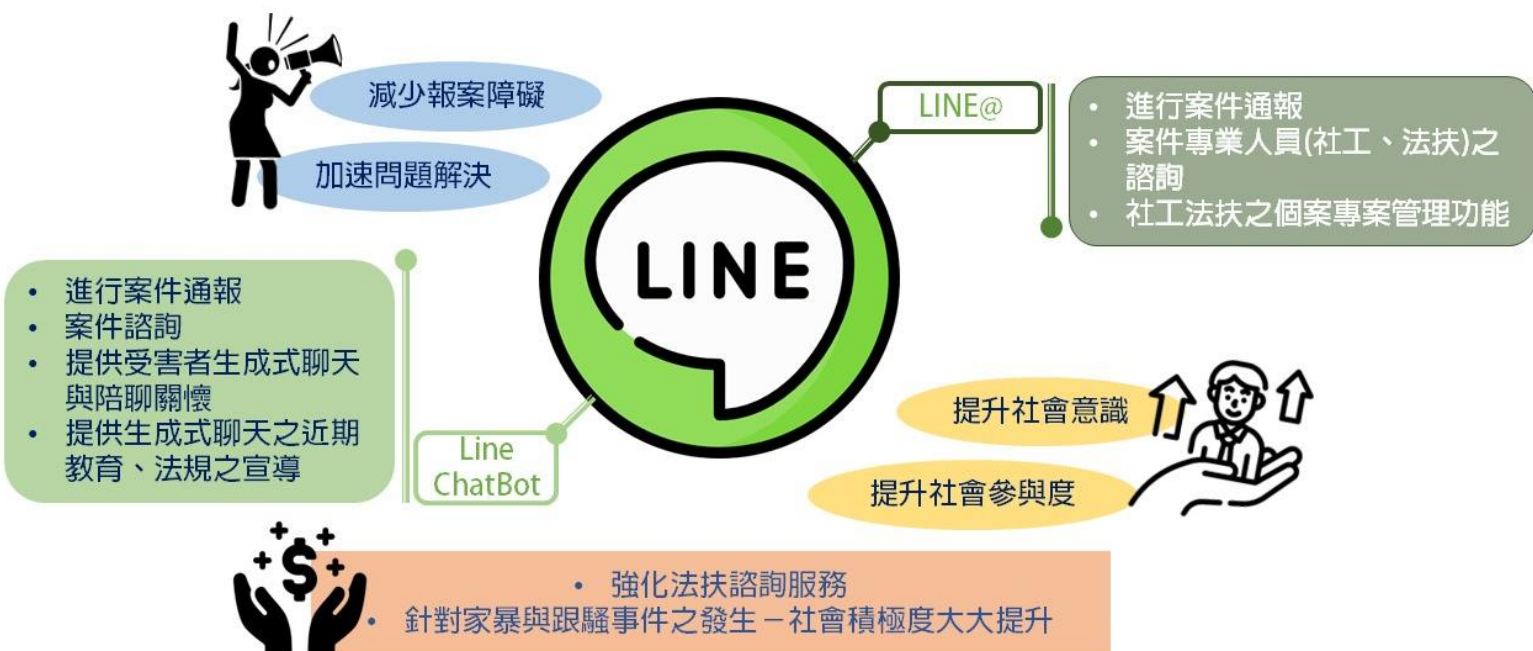 減少報案障礙
加速問題解決
LINE@
• 進行案件通報
• 案件專業人員(社工、法扶)之
諮詢
• 社工法扶之個案專案管理功能
LINE
• 進行案件通報
• 案件諮詢
• 提供受害者生成式聊天
與陪聊關懷
• 提供生成式聊天之近期
教育、法規之宣導
Line
ChatBot
提升社會意識
提升社會參與度
• 強化法扶諮詢服務
• 針對家暴與跟騷事件之發生－社會積極度大大提升